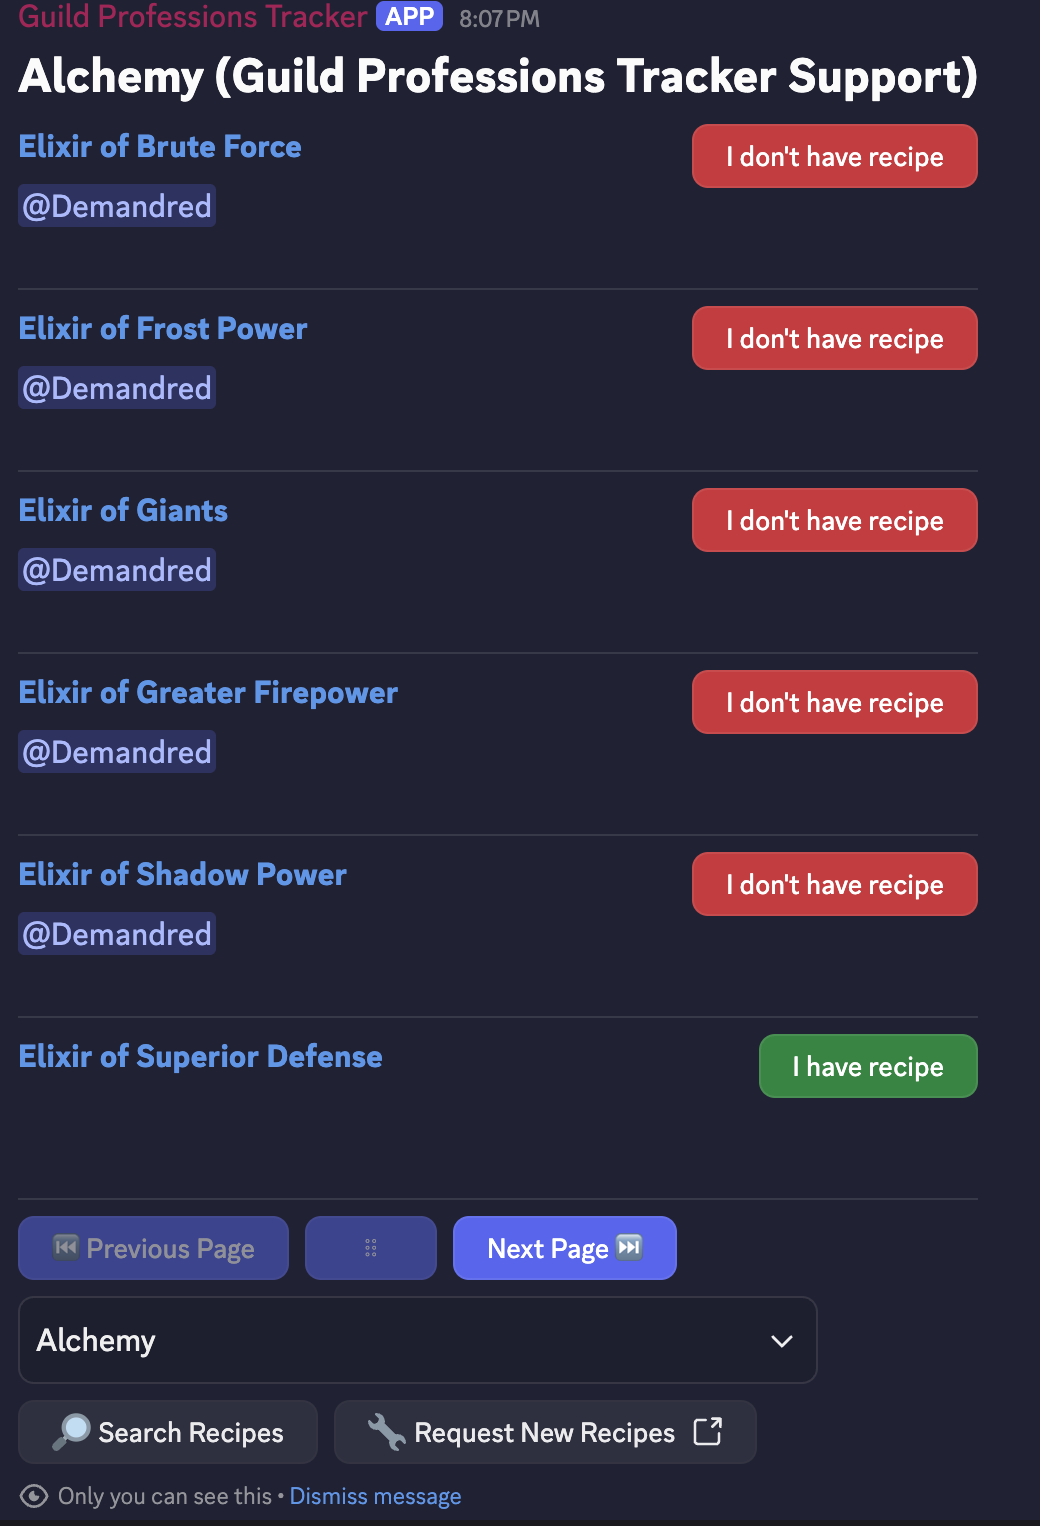 Guild Professions Tracker APP 8:07 PM
Alchemy (Guild Professions Tracker Support)
Elixir of Brute Force
I don't have recipe
@Demandred
Elixir of Frost Power
I don't have recipe
@Demandred
Elixir of Giants
I don't have recipe
@Demandred
Elixir of Greater Firepower
I don't have recipe
@Demandred
Elixir of Shadow Power
I don't have recipe
@Demandred
Elixir of Superior Defense
I have recipe
Previous Page
Next Page
Alchemy
Search Recipes
Request New Recipes
Only you can see this • Dismiss message